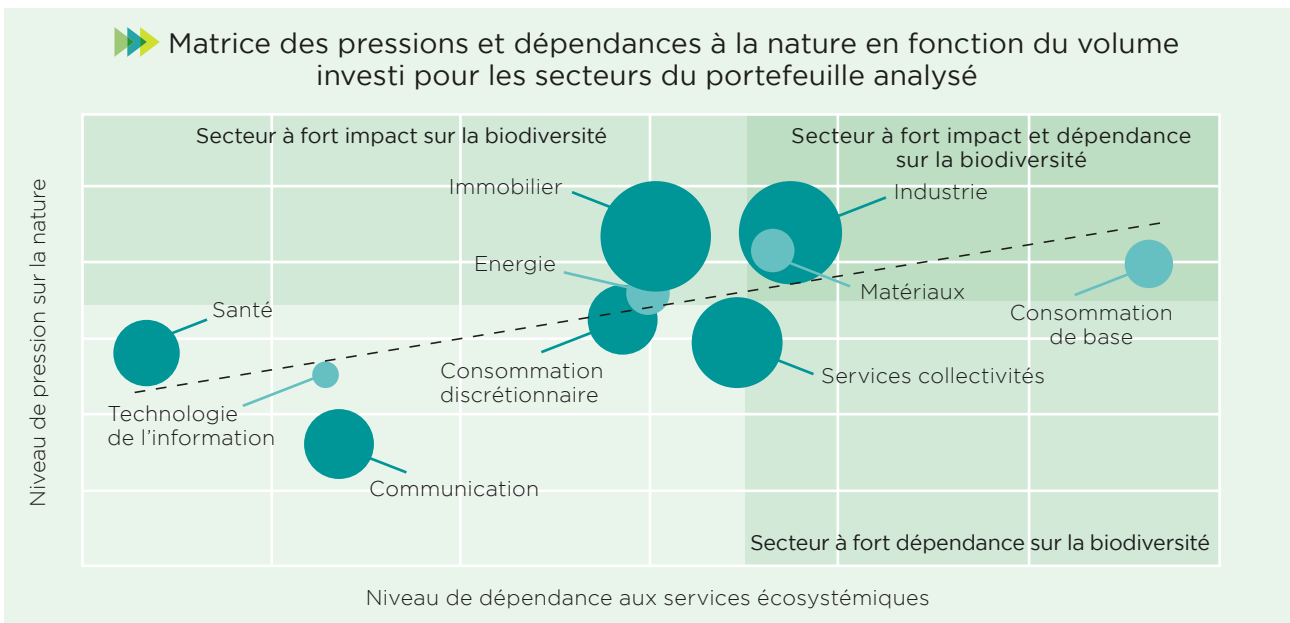 Matrice des pressions et dépendances à la nature en fonction du volume
investi pour les secteurs du portefeuille analysé
Niveau de pression sur la nature
Secteur à fort impact sur la biodiversité
Secteur à fort impact et dépendance
sur la biodiversité
Immobilier
Industrie
Energie
Matériaux
Santé
Consommation
de base
Consommation
discrétionnaire
Services collectivités
Technologie
de l'information
Communication
Secteur à fort dépendance sur la biodiversité
Niveau de dépendance aux services écosystémiques